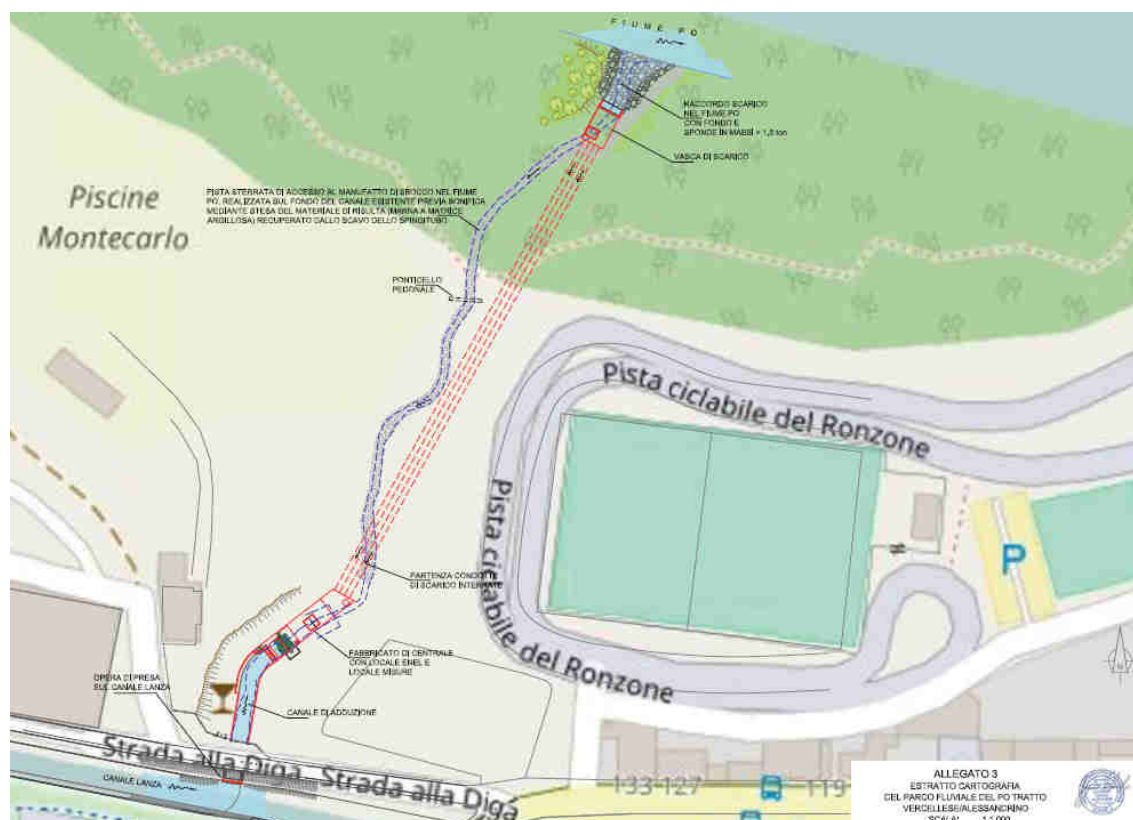 FIUME PO
RACCORDO SCARICO
NEL FIUME PO
CON FONDO E
SPONDE IN MASSI > 1,5 ton
VASCA DI SCARICO
Piscine
Montecarlo
PISTA STERRATA DI ACCESSO AL MANUFATTO DI SBOCCO NEL FIUME
PO, REALIZZATA SUL FONDO DEL CANALE ESISTENTE PREVIA BONIFICA
MEDIANTE STESA DEL MATERIALE DI RISULTA (MARNA A MATRICE
ARGILLOSA) RECUPERATO DALLO SCAVO DELLO SPINGITUBO
PONTICELLO
PEDONALE
Pista ciclabile del Ronzone
Pista ciclabile del Ronzone
P
PARTENZA CONDOTTE
DI SCARICO INTERRATE
FABBRICATO DI CENTRALE
CON LOCALE ENEL E
LOCALE MISURE
OPERA DI PRESA
SUL CANALE LANZA
CANALE DI ADDUZIONE
Strada alla Diga
Strada alla Diga
CANALE LANZA
133-127
119
ALLEGATO 3
ESTRATTO CARTOGRAFIA
DEL PARCO FLUVIALE DEL PO TRATTO
VERCELLESE/ALESSANDRINO